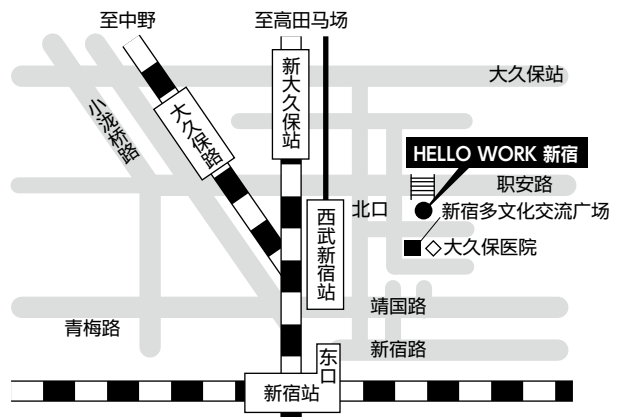 至中野
至高田马场
新大久保站
大久保站
小泷桥路
大久保路
HELLO WORK 新宿
职安路
西武新宿站
北口
新宿多文化交流广场
大久保医院
靖国路
青梅路
新宿路
东口
新宿站